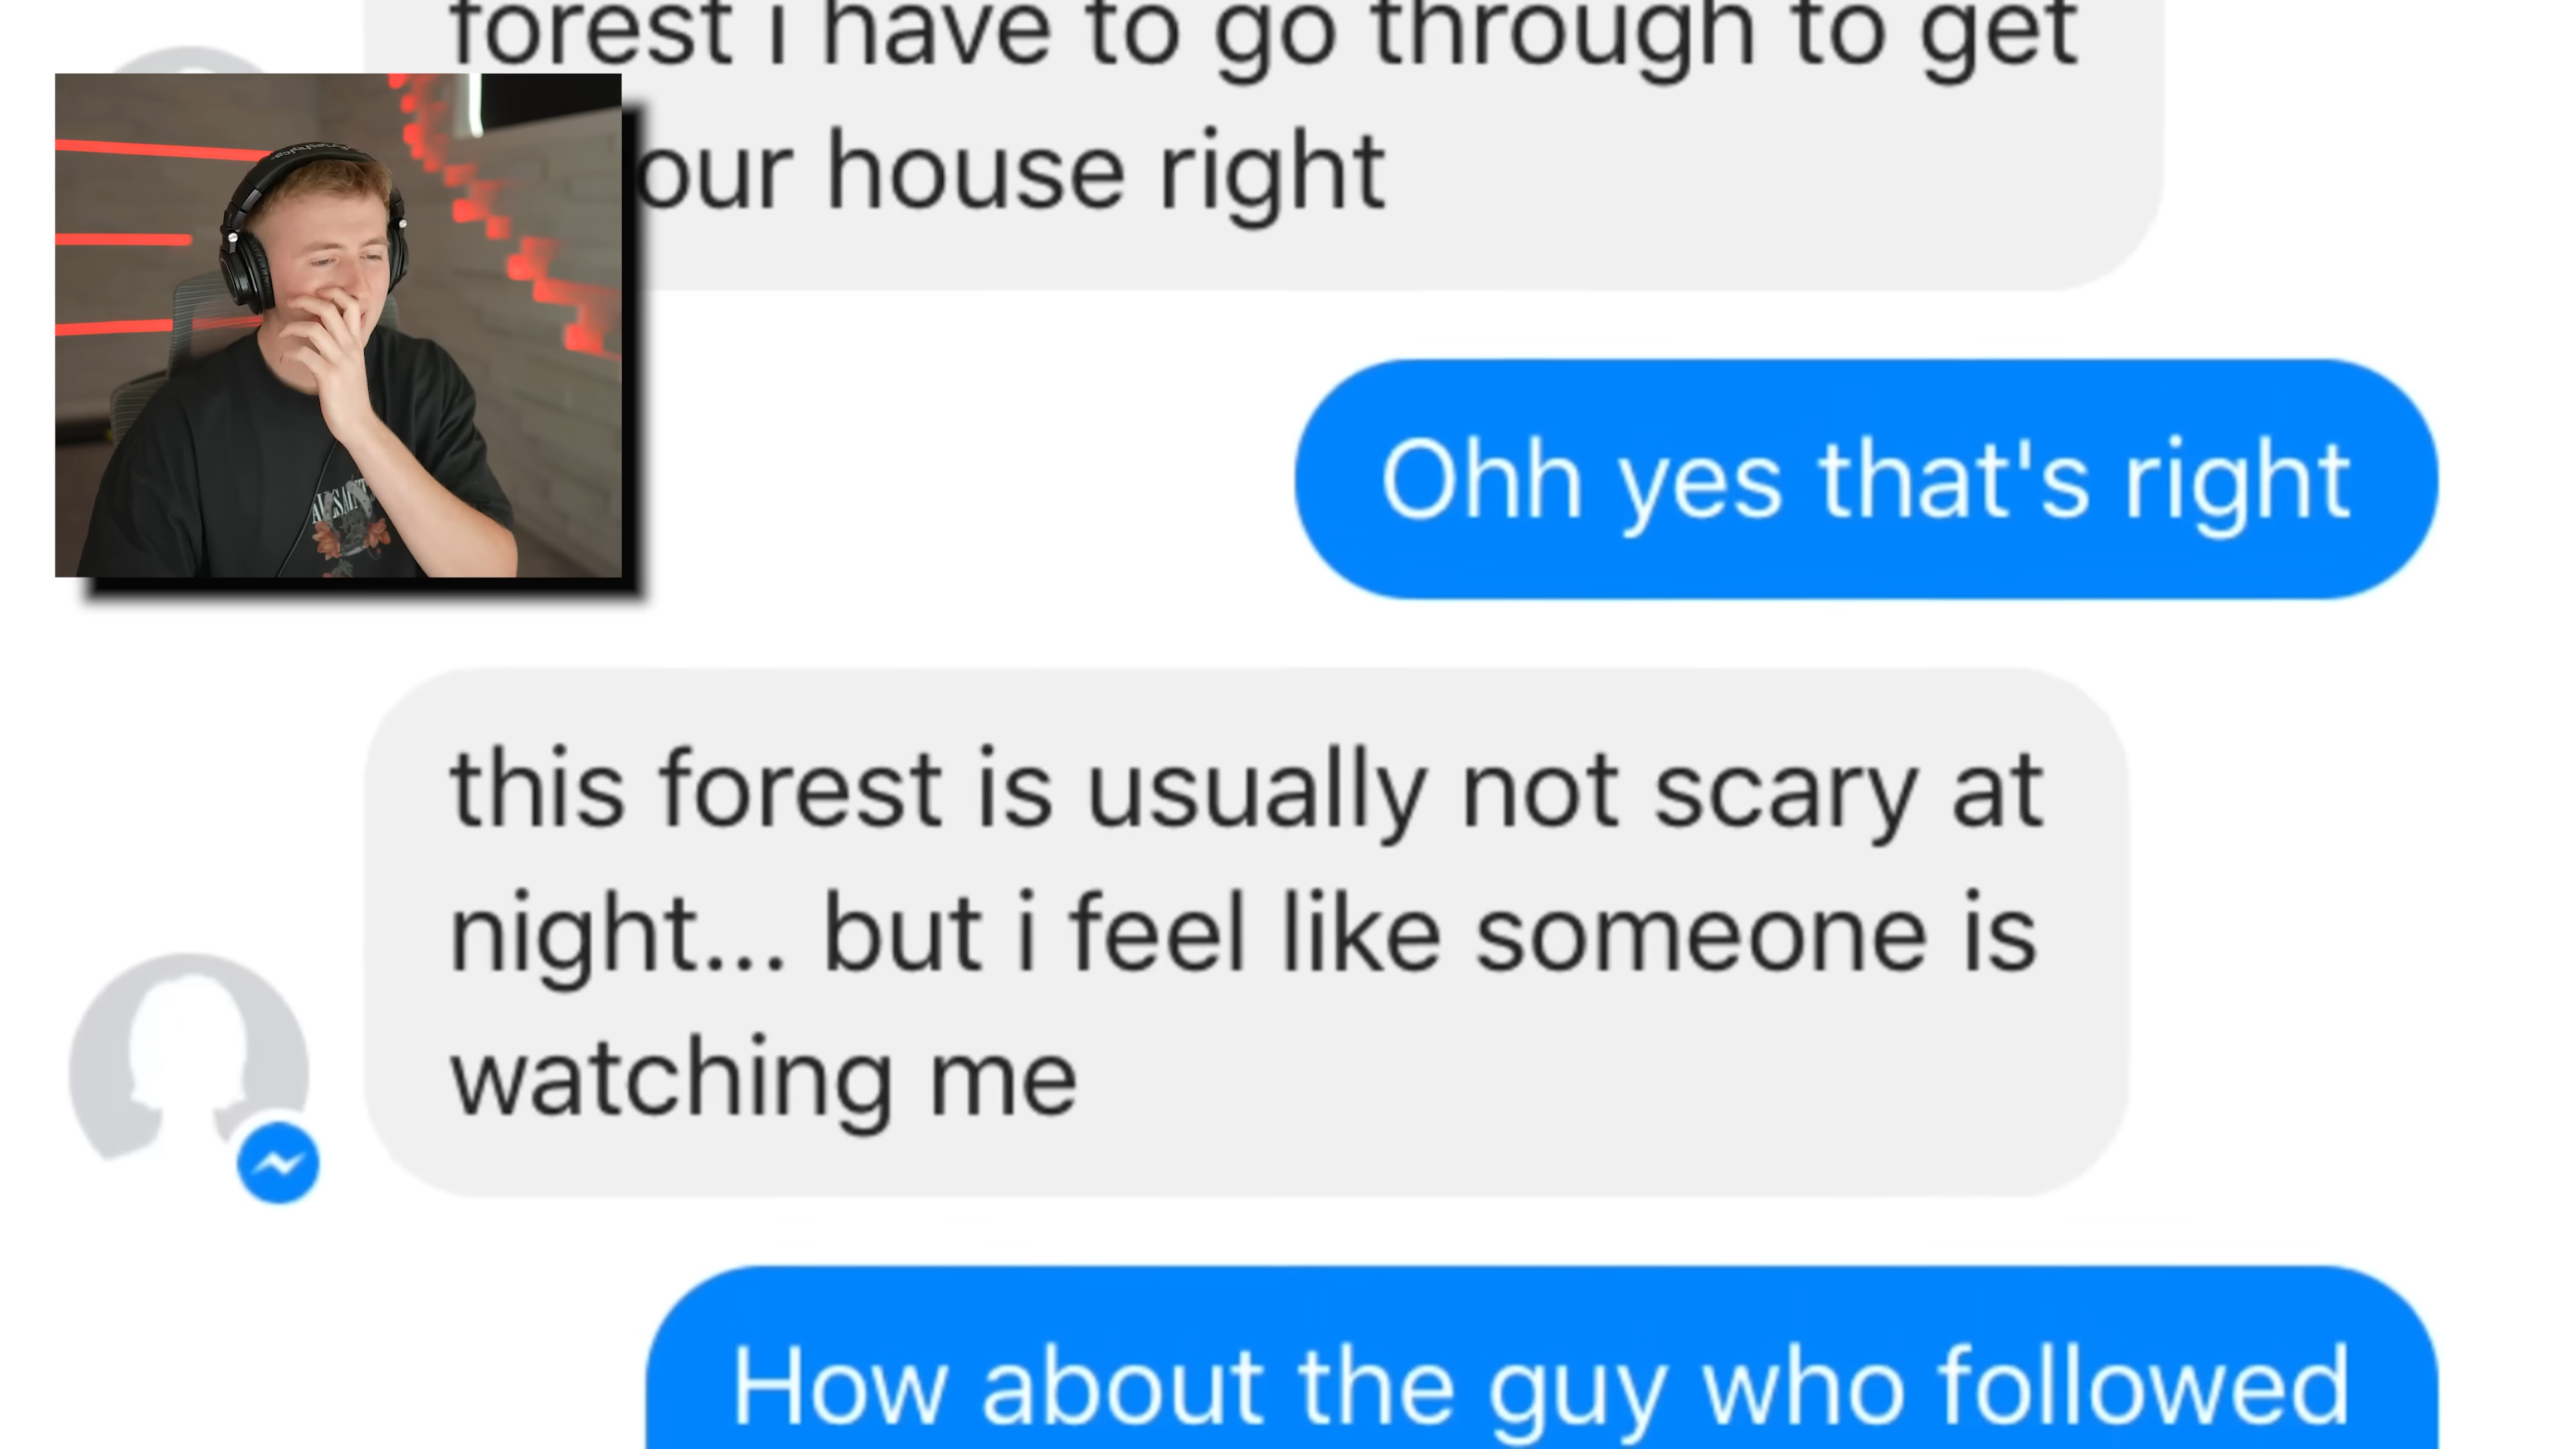 forest i have to go through to get
our house right
Ohh yes that's right
this forest is usually not scary at
night... but i feel like someone is
watching me
How about the guy who followed